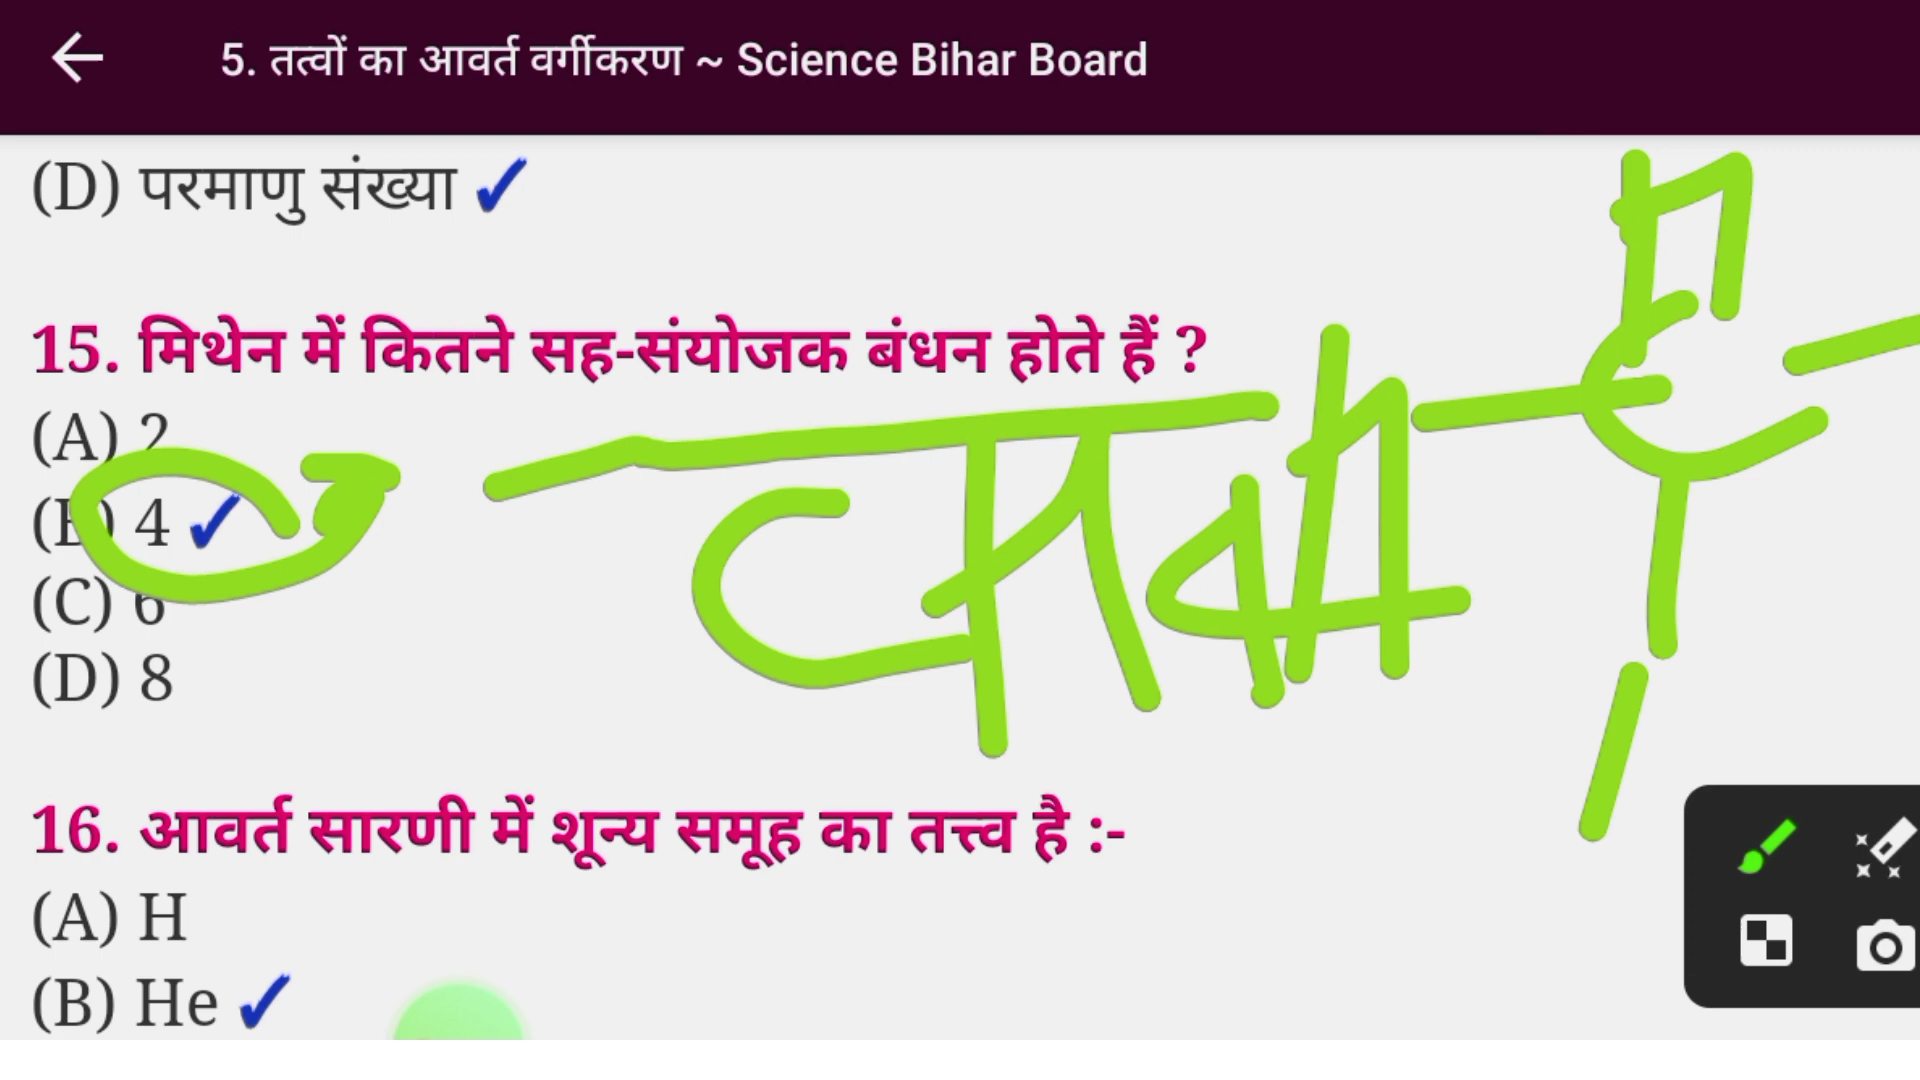 5. तत्वों का आवर्त वर्गीकरण ~ Science Bihar Board
(D) परमाणु संख्या ✓
15. मिथेन में कितने सह-संयोजक बंधन होते हैं ?
(A) 2
(B) 4 ✓
(C) 6
(D) 8
16. आवर्त सारणी में शून्य समूह का तत्त्व है :-
(A) H
(B) He ✓